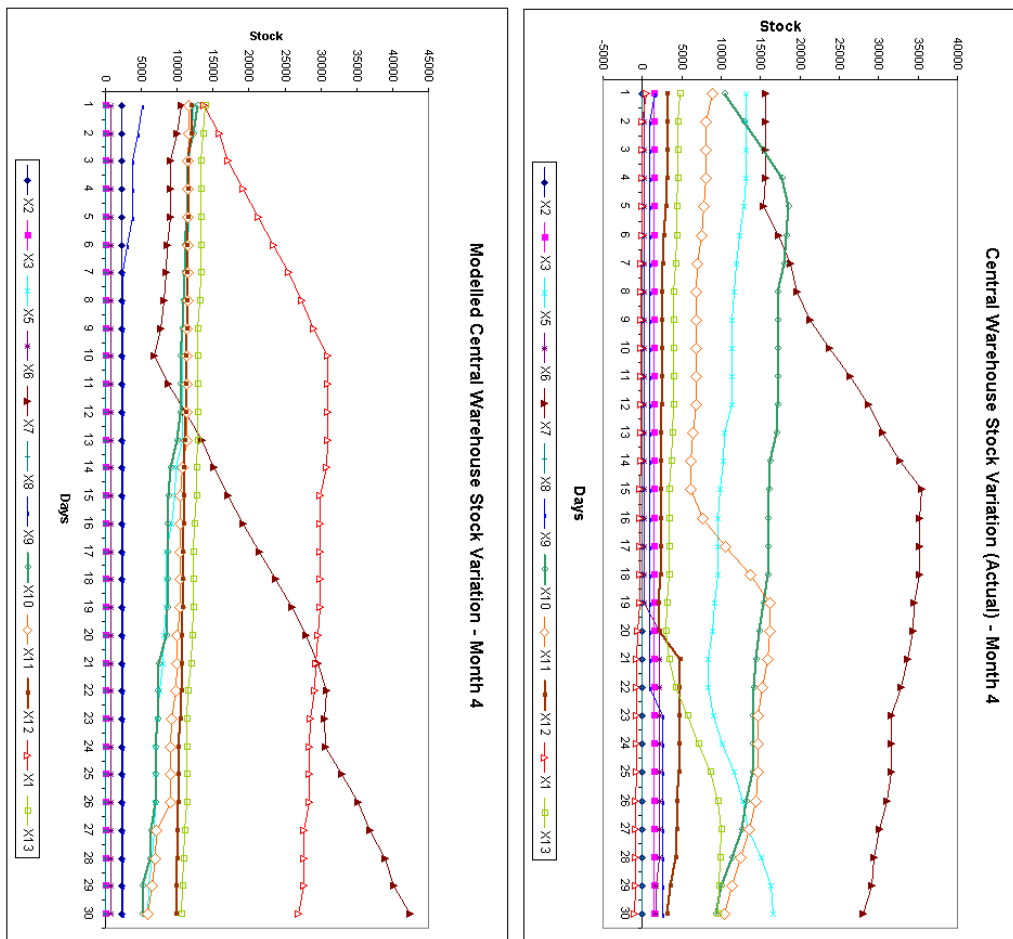 Central Warehouse Stock Variation (Actual) - Month 4
Stock
40000
35000
30000
25000
20000
15000
10000
5000
0
-5000
1 2 3 4 5 6 7 8 9 10 11 12 13 14 15 16 17 18 19 20 21 22 23 24 25 26 27 28 29 30
Days
X2 X3 X5 X6 X7 X8 X9 X10 X11 X12 X1 X13
Modelled Central Warehouse Stock Variation - Month 4
Stock
45000
40000
35000
30000
25000
20000
15000
10000
5000
0
1 2 3 4 5 6 7 8 9 10 11 12 13 14 15 16 17 18 19 20 21 22 23 24 25 26 27 28 29 30
Days
X2 X3 X5 X6 X7 X8 X9 X10 X11 X12 X1 X13